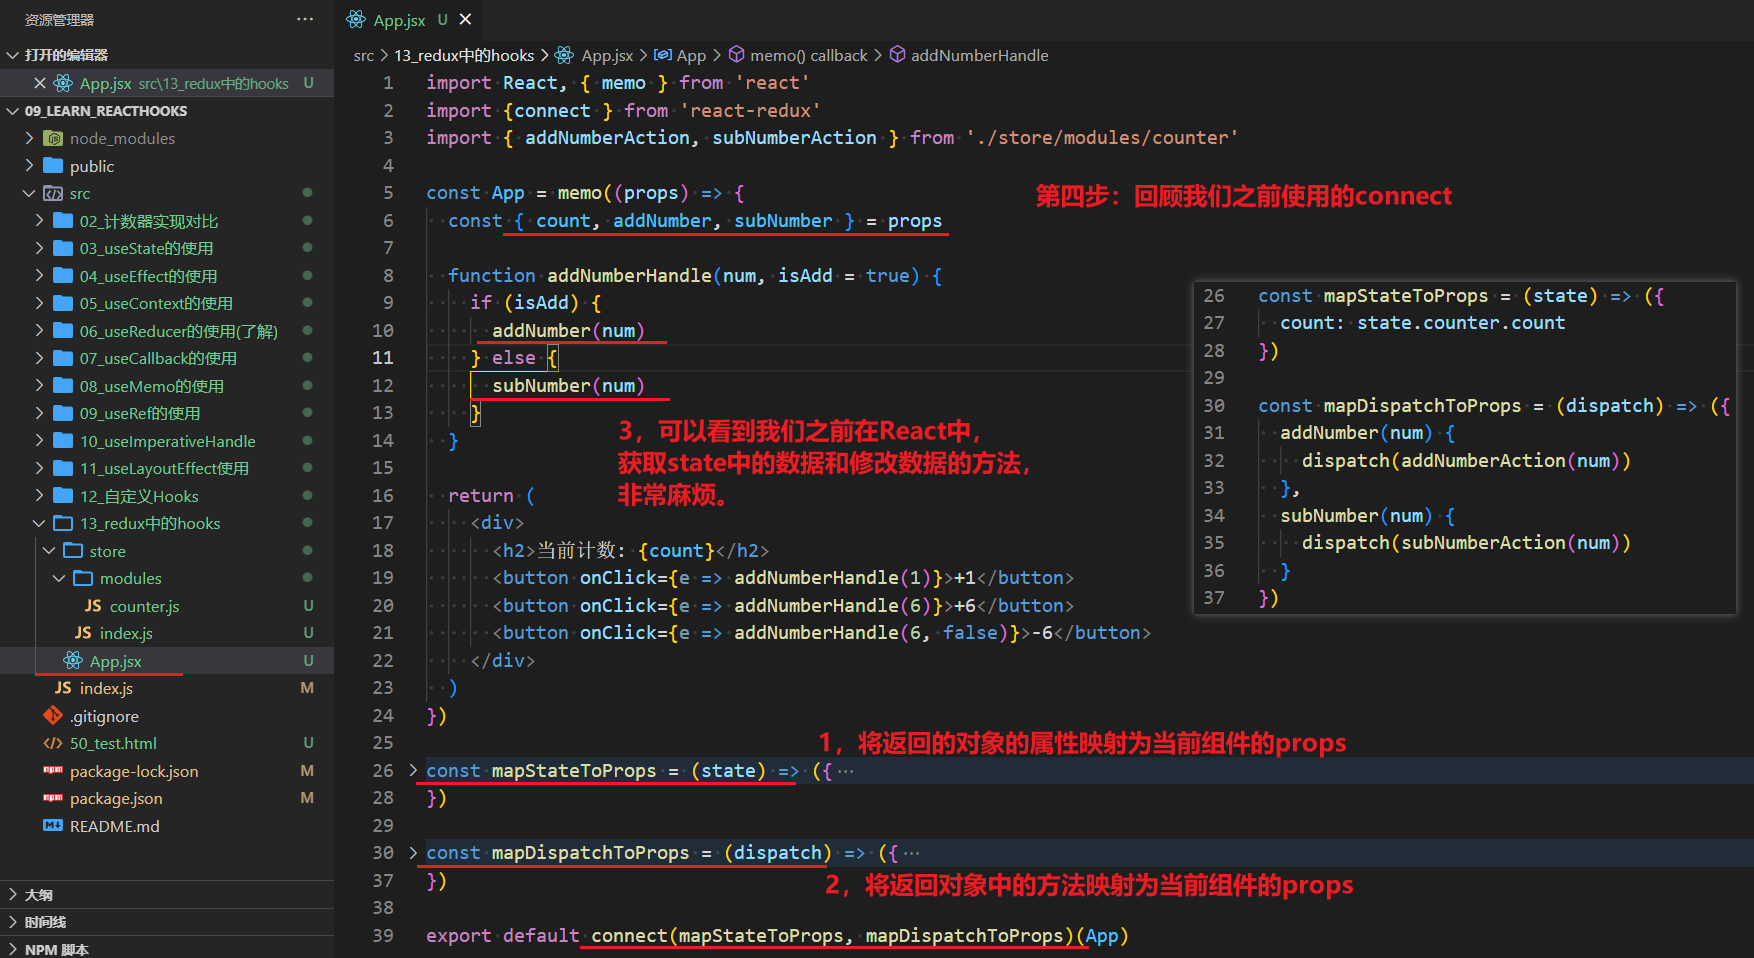 资源管理器
打开的编辑器
App.jsx src\13_redux中的hooks U
09_LEARN_REACTHOOKS
node_modules
public
src
02_计数器实现对比
03_useState的使用
04_useEffect的使用
05_useContext的使用
06_useReducer的使用(了解)
07_useCallback的使用
08_useMemo的使用
09_useRef的使用
10_useImperativeHandle
11_useLayoutEffect使用
12_自定义Hooks
13_redux中的hooks
store
modules
JS counter.js U
JS index.js U
App.jsx U
JS index.js M
.gitignore
50_test.html U
package-lock.json M
package.json M
README.md
大纲
时间线
NPM 脚本
App.jsx U
src > 13_redux中的hooks > App.jsx > App > memo() callback > addNumberHandle
1 import React, { memo } from 'react'
2 import {connect } from 'react-redux'
3 import { addNumberAction, subNumberAction } from './store/modules/counter'
4
5 const App = memo((props) => {
6 const { count, addNumber, subNumber } = props
7
8 function addNumberHandle(num, isAdd = true) {
9 if (isAdd) {
10 addNumber(num)
11 } else {
12 subNumber(num)
13 }
14 }
15
16 return (
17 <div>
18 <h2>当前计数: {count}</h2>
19 <button onClick={e => addNumberHandle(1)}>+1</button>
20 <button onClick={e => addNumberHandle(6)}>+6</button>
21 <button onClick={e => addNumberHandle(6, false)}>-6</button>
22 </div>
23 )
24 })
25
26 const mapStateToProps = (state) => ({ ···
28 })
29
30 const mapDispatchToProps = (dispatch) => ({ ···
37 })
38
39 export default connect(mapStateToProps, mapDispatchToProps)(App)
第四步：回顾我们之前使用的connect
26 const mapStateToProps = (state) => ({
27 count: state.counter.count
28 })
29
30 const mapDispatchToProps = (dispatch) => ({
31 addNumber(num) {
32 dispatch(addNumberAction(num))
33 },
34 subNumber(num) {
35 dispatch(subNumberAction(num))
36 }
37 })
3，可以看到我们之前在React中，
获取state中的数据和修改数据的方法，
非常麻烦。
1，将返回的对象的属性映射为当前组件的props
2，将返回对象中的方法映射为当前组件的props